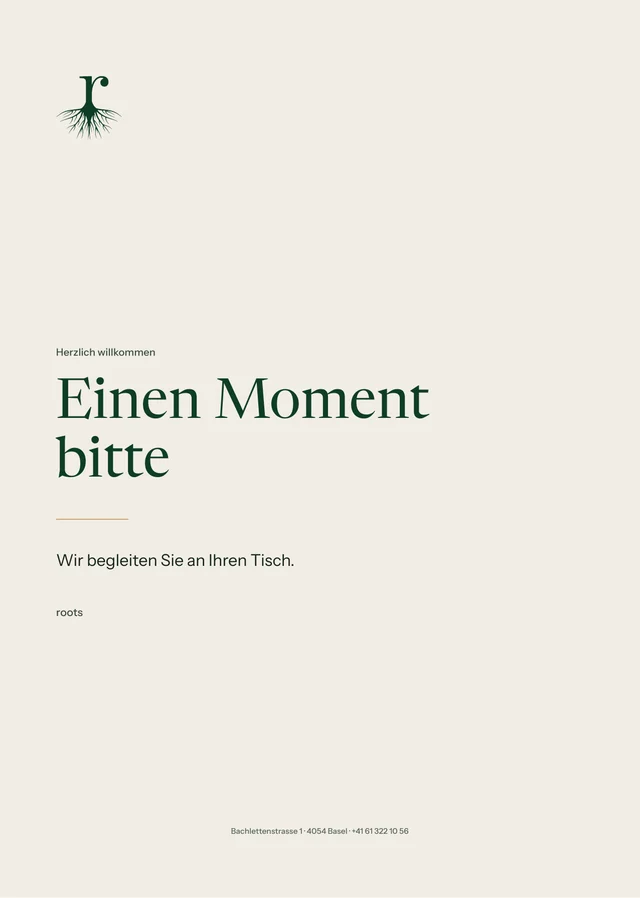 r
Herzlich willkommen
Einen Moment
bitte
Wir begleiten Sie an Ihren Tisch.
roots
Bachlettenstrasse 1 · 4054 Basel · +41 61 322 10 56